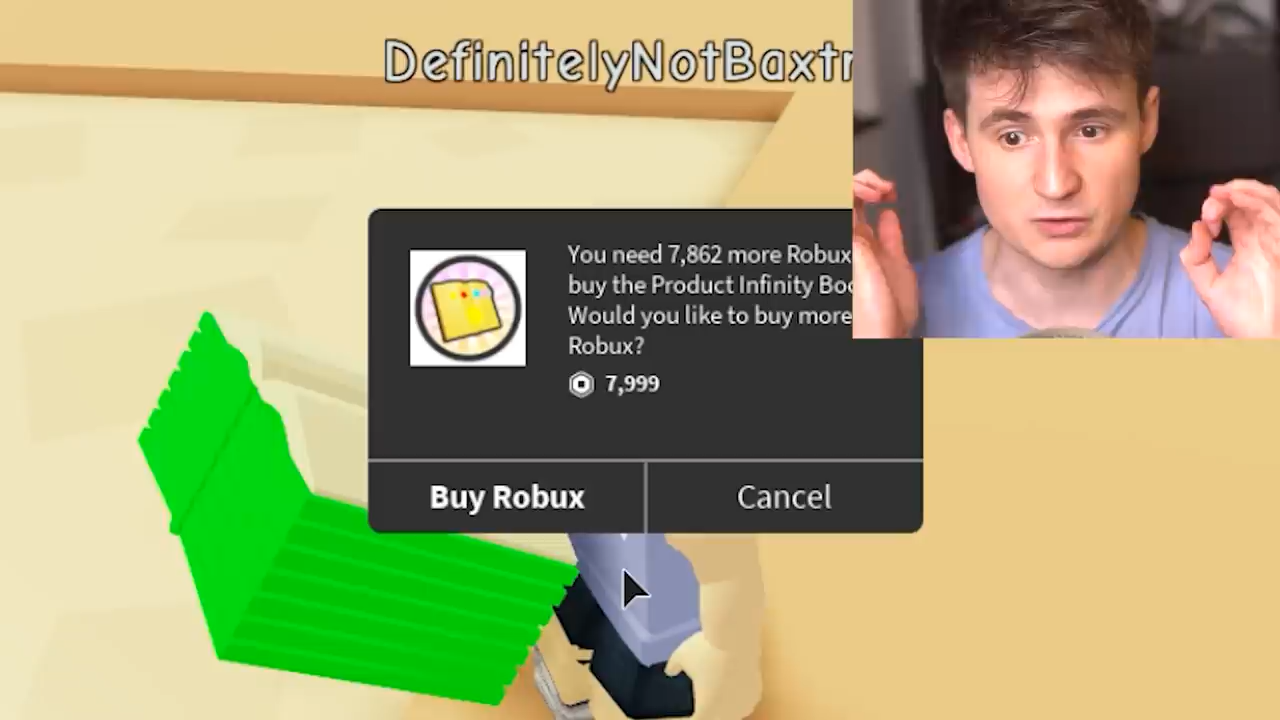 DefinitelyNotBaxtr
You need 7,862 more Robux
buy the Product Infinity Boo
Would you like to buy more
Robux?
7,999
Buy Robux
Cancel